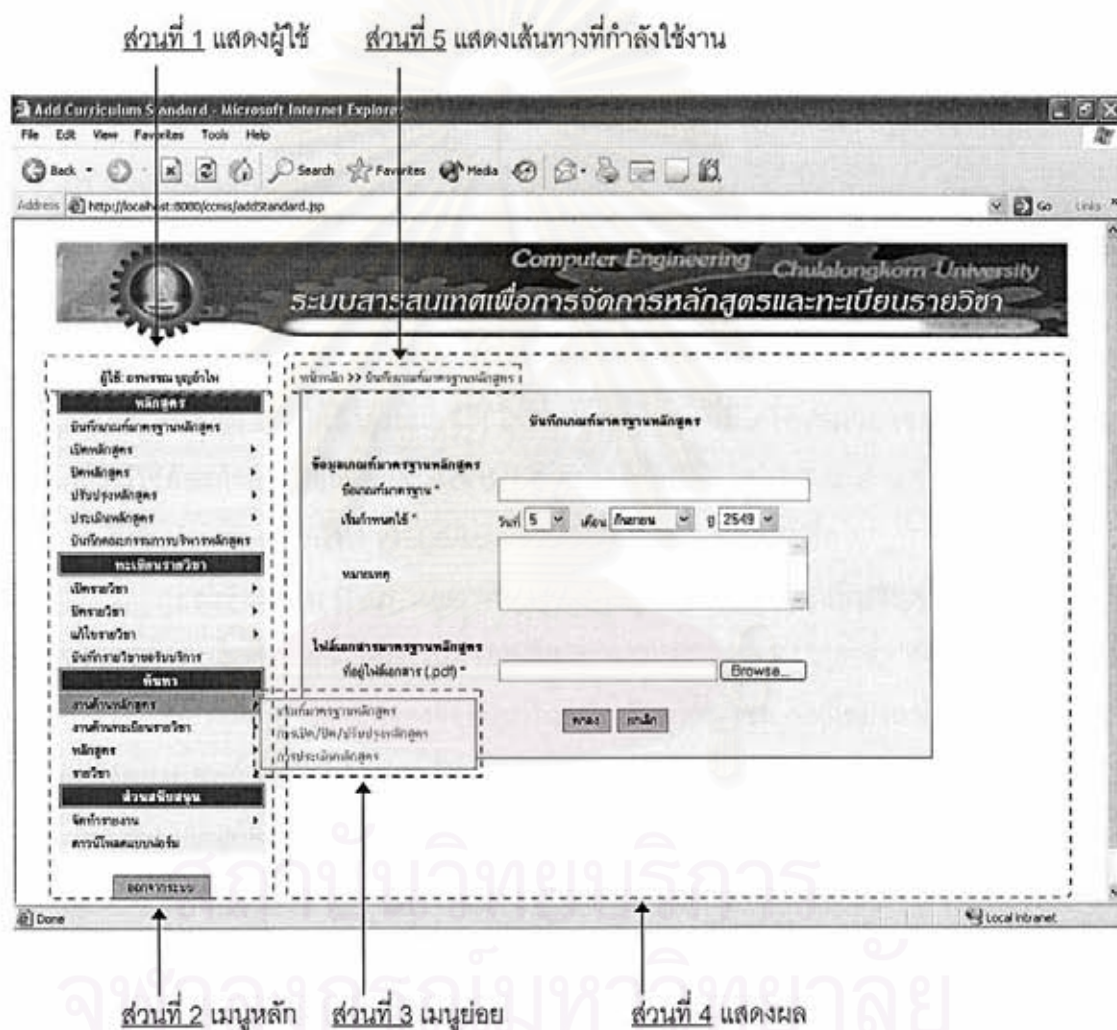 ส่วนที่ 1 แสดงผู้ใช้ ส่วนที่ 5 แสดงเส้นทางที่กำลังใช้งาน
Add Curriculum Standard - Microsoft Internet Explorer
File Edit View Favorites Tools Help
Back Search Favorites Media
Address http://localhost:8080/ccmis/addStandard.jsp Go Links
Computer Engineering Chulalongkorn University
ระบบสารสนเทศเพื่อการจัดการหลักสูตรและทะเบียนรายวิชา
หน้าหลัก >> บันทึกเกณฑ์มาตรฐานหลักสูตร
ผู้ใช้: อรพรรณ บุญอำไพ
หลักสูตร
บันทึกเกณฑ์มาตรฐานหลักสูตร
เปิดหลักสูตร
ปิดหลักสูตร
ปรับปรุงหลักสูตร
ประเมินหลักสูตร
บันทึกคณะกรรมการบริหารหลักสูตร
ทะเบียนรายวิชา
เปิดรายวิชา
ปิดรายวิชา
แก้ไขรายวิชา
บันทึกรายวิชาขอรับบริการ
ค้นหา
งานด้านหลักสูตร
งานด้านทะเบียนรายวิชา
หลักสูตร
รายวิชา
ส่วนสนับสนุน
จัดทำรายงาน
ดาวน์โหลดแบบฟอร์ม
ออกจากระบบ
เกณฑ์มาตรฐานหลักสูตร
การเปิด/ปิด/ปรับปรุงหลักสูตร
การประเมินหลักสูตร
บันทึกเกณฑ์มาตรฐานหลักสูตร
ข้อมูลเกณฑ์มาตรฐานหลักสูตร
ชื่อเกณฑ์มาตรฐาน *
เริ่มกำหนดใช้ * วันที่ 5 เดือน กันยายน ปี 2549
หมายเหตุ
ไฟล์เอกสารมาตรฐานหลักสูตร
ที่อยู่ไฟล์เอกสาร (.pdf) * Browse...
ตกลง ยกเลิก
Done Local intranet
สถาบันวิทยบริการ
จุฬาลงกรณ์มหาวิทยาลัย
ส่วนที่ 2 เมนูหลัก ส่วนที่ 3 เมนูย่อย ส่วนที่ 4 แสดงผล